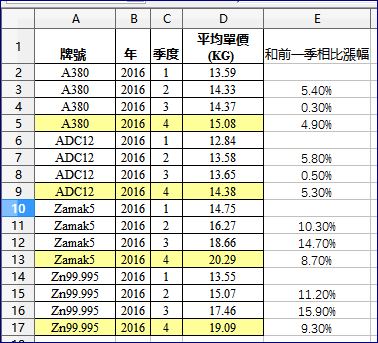 A B C D E
1 牌號 年 季度 平均單價 (KG) 和前一季相比漲幅
2 A380 2016 1 13.59
3 A380 2016 2 14.33 5.40%
4 A380 2016 3 14.37 0.30%
5 A380 2016 4 15.08 4.90%
6 ADC12 2016 1 12.84
7 ADC12 2016 2 13.58 5.80%
8 ADC12 2016 3 13.65 0.50%
9 ADC12 2016 4 14.38 5.30%
10 Zamak5 2016 1 14.75
11 Zamak5 2016 2 16.27 10.30%
12 Zamak5 2016 3 18.66 14.70%
13 Zamak5 2016 4 20.29 8.70%
14 Zn99.995 2016 1 13.55
15 Zn99.995 2016 2 15.07 11.20%
16 Zn99.995 2016 3 17.46 15.90%
17 Zn99.995 2016 4 19.09 9.30%